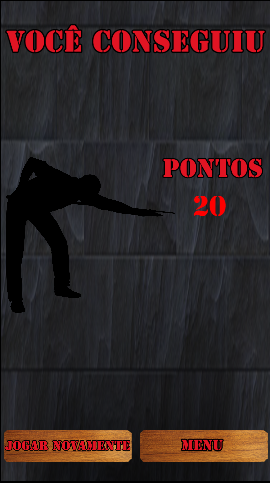 VOCÊ CONSEGUIU
PONTOS
20
JOGAR NOVAMENTE
MENU